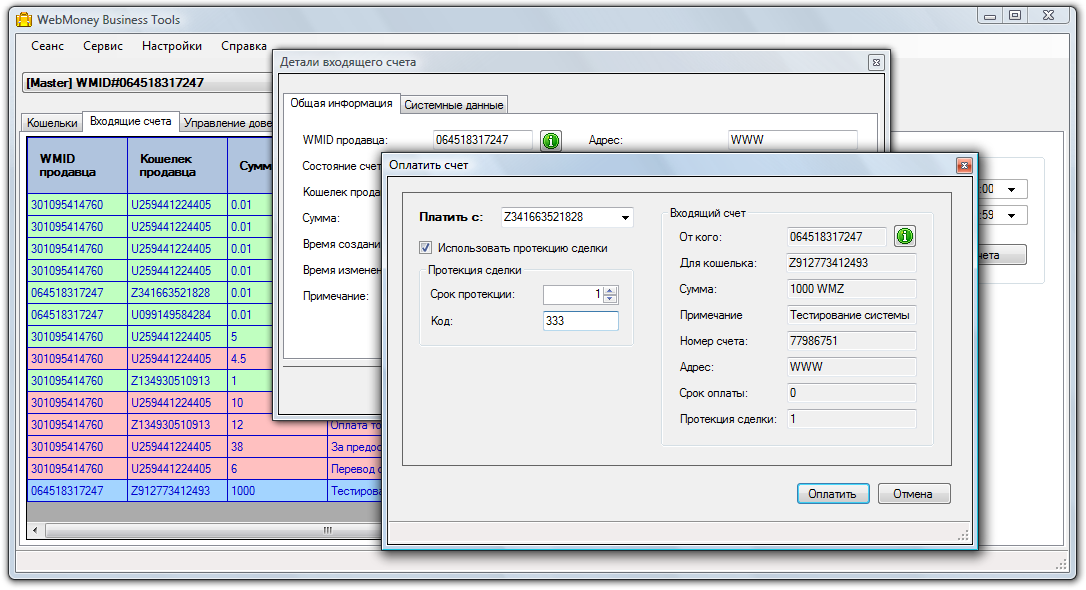 WebMoney Business Tools
Сеанс Сервис Настройки Справка
[Master] WMID#064518317247
Кошельки Входящие счета Управление дове
WMID продавца Кошелек продавца Сумм
301095414760 U259441224405 0.01
301095414760 U259441224405 0.01
301095414760 U259441224405 0.01
301095414760 U259441224405 0.01
064518317247 Z341663521828 0.01
064518317247 U099149584284 0.01
301095414760 U259441224405 5
301095414760 U259441224405 4.5
301095414760 Z134930510913 1
301095414760 U259441224405 10
301095414760 Z134930510913 12 Оплата то
301095414760 U259441224405 38 За предос
301095414760 U259441224405 6 Перевод
064518317247 Z912773412493 1000 Тестиров
:00
:59
чета
Детали входящего счета
Общая информация Системные данные
WMID продавца: 064518317247 Адрес: WWW
Состояние счет
Кошелек прода
Сумма:
Время создани
Время изменен
Примечание:
Оплатить счет
Платить с: Z341663521828
Использовать протекцию сделки
Протекция сделки
Срок протекции: 1
Код: 333
Входящий счет
От кого: 064518317247
Для кошелька: Z912773412493
Сумма: 1000 WMZ
Примечание Тестирование системы
Номер счета: 77986751
Адрес: WWW
Срок оплаты: 0
Протекция сделки: 1
Оплатить Отмена